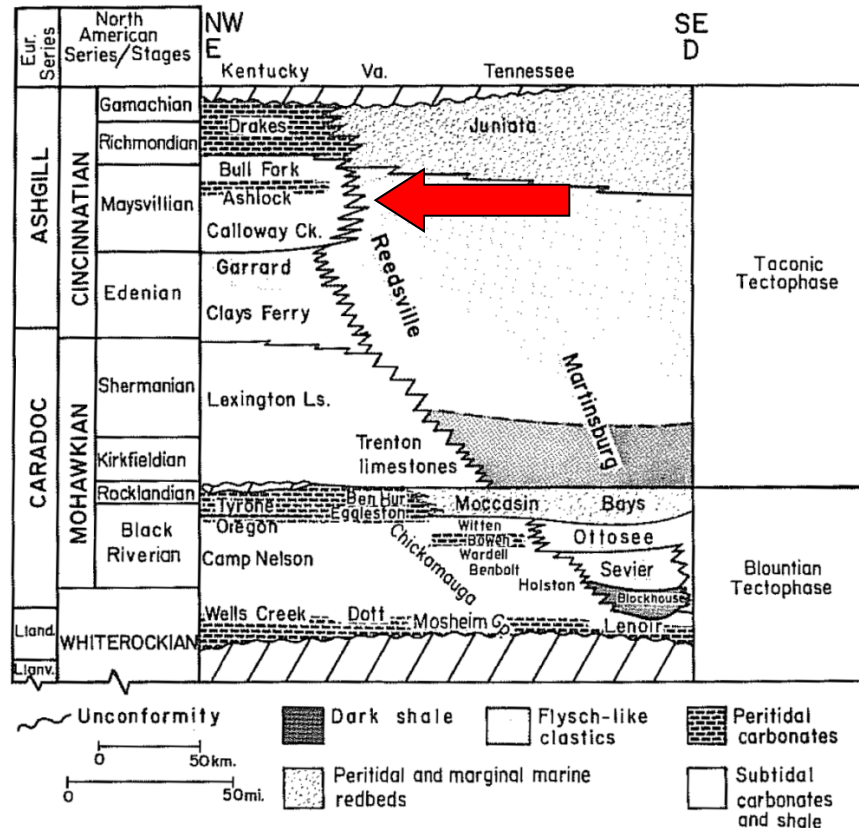 Eur.
Series
North
American
Series/Stages
NW
E
SE
D
Kentucky Va. Tennessee
ASHGILL
CARADOC
Lland.
Llanv.
CINCINNATIAN
MOHAWKIAN
WHITEROCKIAN
Gamachian
Richmondian
Maysvillian
Edenian
Shermanian
Kirkfieldian
Rocklandian
Black
Riverian
Drakes
Juniata
Bull Fork
Ashlock
Calloway Ck.
Garrard
Clays Ferry
Reedsville
Martinsburg
Lexington Ls.
Trenton
limestones
Tyrone
Ben Hur
Eggleston
Moccasin
Bays
Oregon
Witten
Bowen
Wardell
Benbolt
Ottosee
Camp Nelson
Chickamauga
Gp.
Holston
Sevier
Blockhouse
Wells Creek
Dott
Mosheim
Lenoir
Taconic
Tectophase
Blountian
Tectophase
Unconformity
0 50km.
0 50mi.
Dark shale
Flysch-like
clastics
Peritidal
carbonates
Peritidal and marginal marine
redbeds
Subtidal
carbonates
and shale